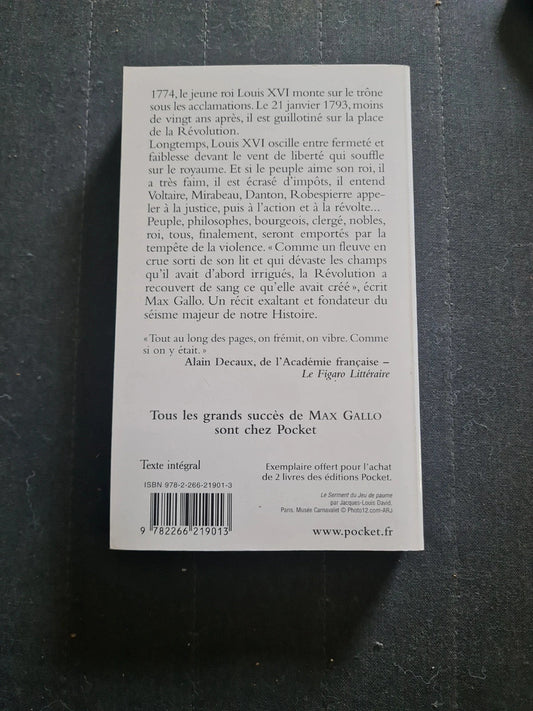 1774, le jeune roi Louis XVI monte sur le trône
sous les acclamations. Le 21 janvier 1793, moins
de vingt ans après, il est guillotiné sur la place
de la Révolution.
Longtemps, Louis XVI oscille entre fermeté et
faiblesse devant le vent de liberté qui souffle
sur le royaume. Et si le peuple aime son roi, il
a très faim, il est écrasé d'impôts, il entend
Voltaire, Mirabeau, Danton, Robespierre appe-
ler à la justice, puis à l'action et à la révolte...
Peuple, philosophes, bourgeois, clergé, nobles,
roi, tous, finalement, seront emportés par la
tempête de la violence. « Comme un fleuve en
crue sorti de son lit et qui dévaste les champs
qu'il avait d'abord irrigués, la Révolution a
recouvert de sang ce qu'elle avait créé », écrit
Max Gallo. Un récit exaltant et fondateur du
séisme majeur de notre Histoire.
« Tout au long des pages, on frémit, on vibre. Comme
si on y était. »
Alain Decaux, de l'Académie française –
Le Figaro Littéraire
Tous les grands succès de MAX GALLO
sont chez Pocket
Texte intégral
Exemplaire offert pour l'achat
de 2 livres des éditions Pocket.
ISBN 978-2-266-21901-3
9 782266 219013
Le Serment du Jeu de paume
par Jacques-Louis David,
Paris, Musée Carnavalet © Photo12.com-ARJ
www.pocket.fr